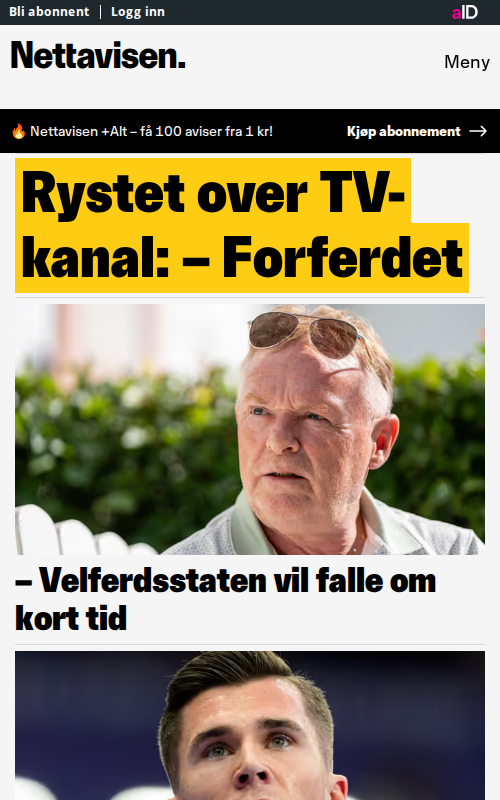 Bli abonnent | Logg inn
aID
Nettavisen.
Meny
🔥 Nettavisen +Alt – få 100 aviser fra 1 kr!
Kjøp abonnement →
Rystet over TV-
kanal: – Forferdet
– Velferdsstaten vil falle om
kort tid